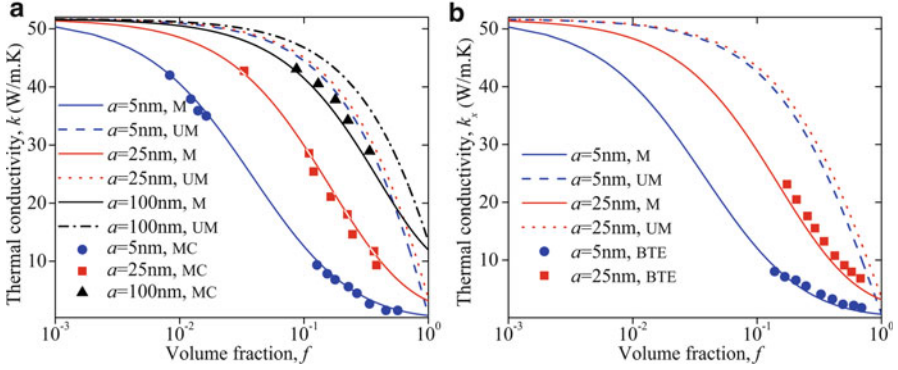 a
Thermal conductivity, k (W/m.K)
50
40
30
20
10
a=5nm, M
a=5nm, UM
a=25nm, M
a=25nm, UM
a=100nm, M
a=100nm, UM
a=5nm, MC
a=25nm, MC
a=100nm, MC
10⁻³
10⁻²
10⁻¹
10⁰
Volume fraction, f
b
Thermal conductivity, kₓ (W/m.K)
50
40
30
20
10
a=5nm, M
a=5nm, UM
a=25nm, M
a=25nm, UM
a=5nm, BTE
a=25nm, BTE
10⁻³
10⁻²
10⁻¹
10⁰
Volume fraction, f